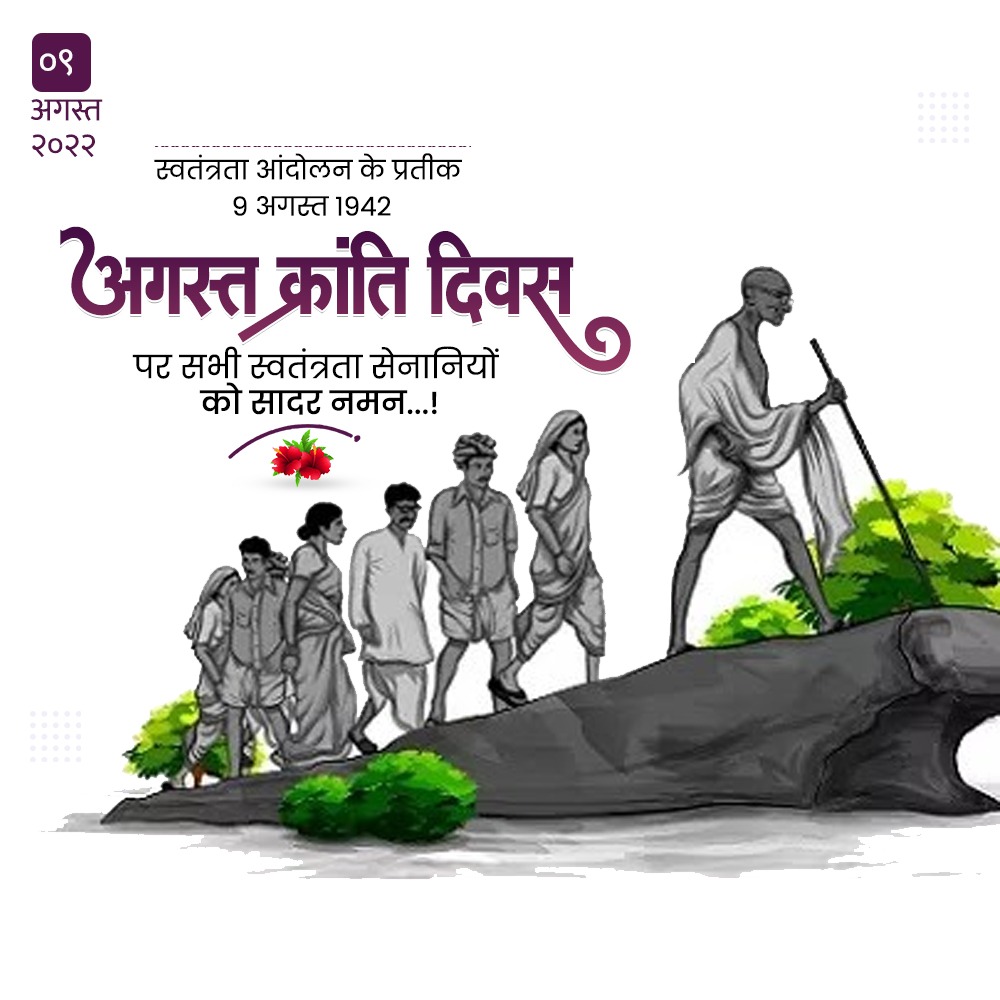 ०९
अगस्त
२०२२
स्वतंत्रता आंदोलन के प्रतीक
9 अगस्त 1942
अगस्त क्रांति दिवस
पर सभी स्वतंत्रता सेनानियों
को सादर नमन...!